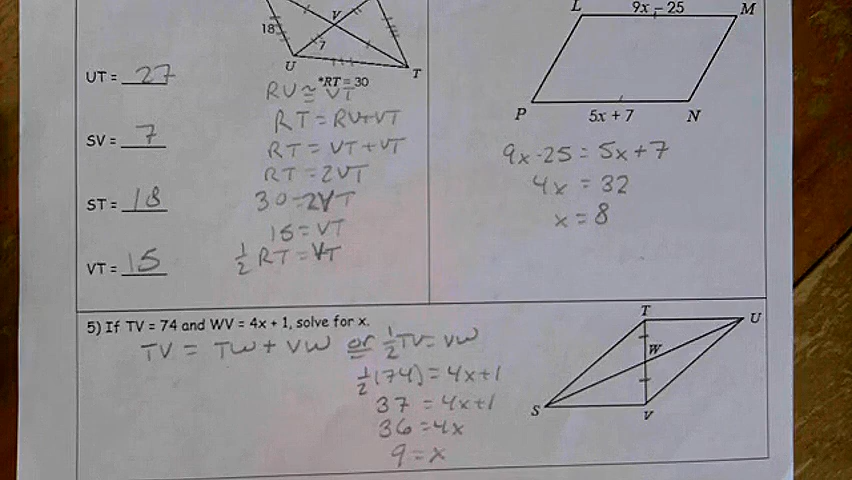 18
V
7
U
T
*RT = 30
UT = 27
SV = 7
ST = 18
VT = 15
RV ≅ VT
RT = RV+VT
RT = VT + VT
RT = 2VT
30 = 2VT
15 = VT
1/2 RT = VT
L 9x – 25 M
P 5x + 7 N
9x - 25 = 5x + 7
4x = 32
x = 8
5) If TV = 74 and WV = 4x + 1, solve for x.
TV = TW + VW or 1/2 TV = VW
1/2 (74) = 4x+1
37 = 4x+1
36 = 4x
9 = x
T
U
W
S
V